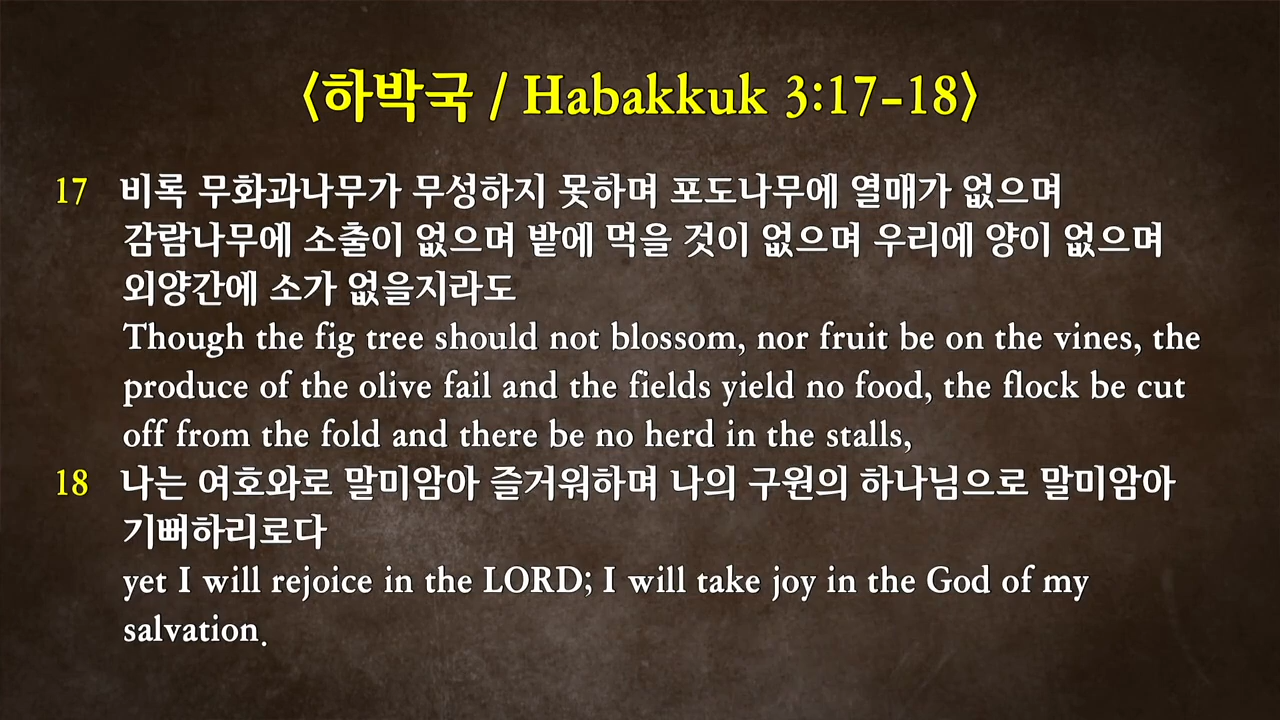 〈하박국 / Habakkuk 3:17-18〉
17 비록 무화과나무가 무성하지 못하며 포도나무에 열매가 없으며
감람나무에 소출이 없으며 밭에 먹을 것이 없으며 우리에 양이 없으며
외양간에 소가 없을지라도
Though the fig tree should not blossom, nor fruit be on the vines, the
produce of the olive fail and the fields yield no food, the flock be cut
off from the fold and there be no herd in the stalls,
18 나는 여호와로 말미암아 즐거워하며 나의 구원의 하나님으로 말미암아
기뻐하리로다
yet I will rejoice in the LORD; I will take joy in the God of my
salvation.